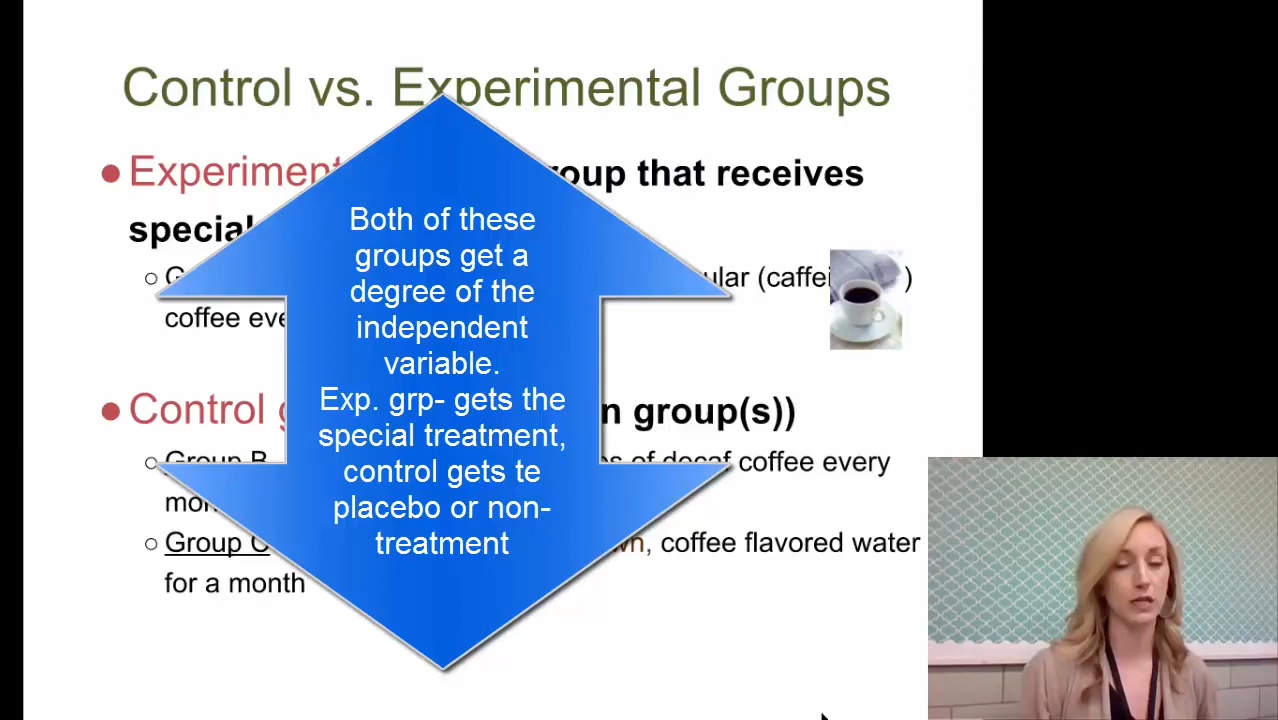 Control vs. Experimental Groups
● Experiment roup that receives
special
Both of these
groups get a
degree of the
independent
variable.
Exp. grp- gets the
special treatment,
control gets te
placebo or non-
treatment
○ ular (caffei )
coffee eve
● Control n group(s))
○ Group B of decaf coffee every
mon
○ Group C wn, coffee flavored water
for a month